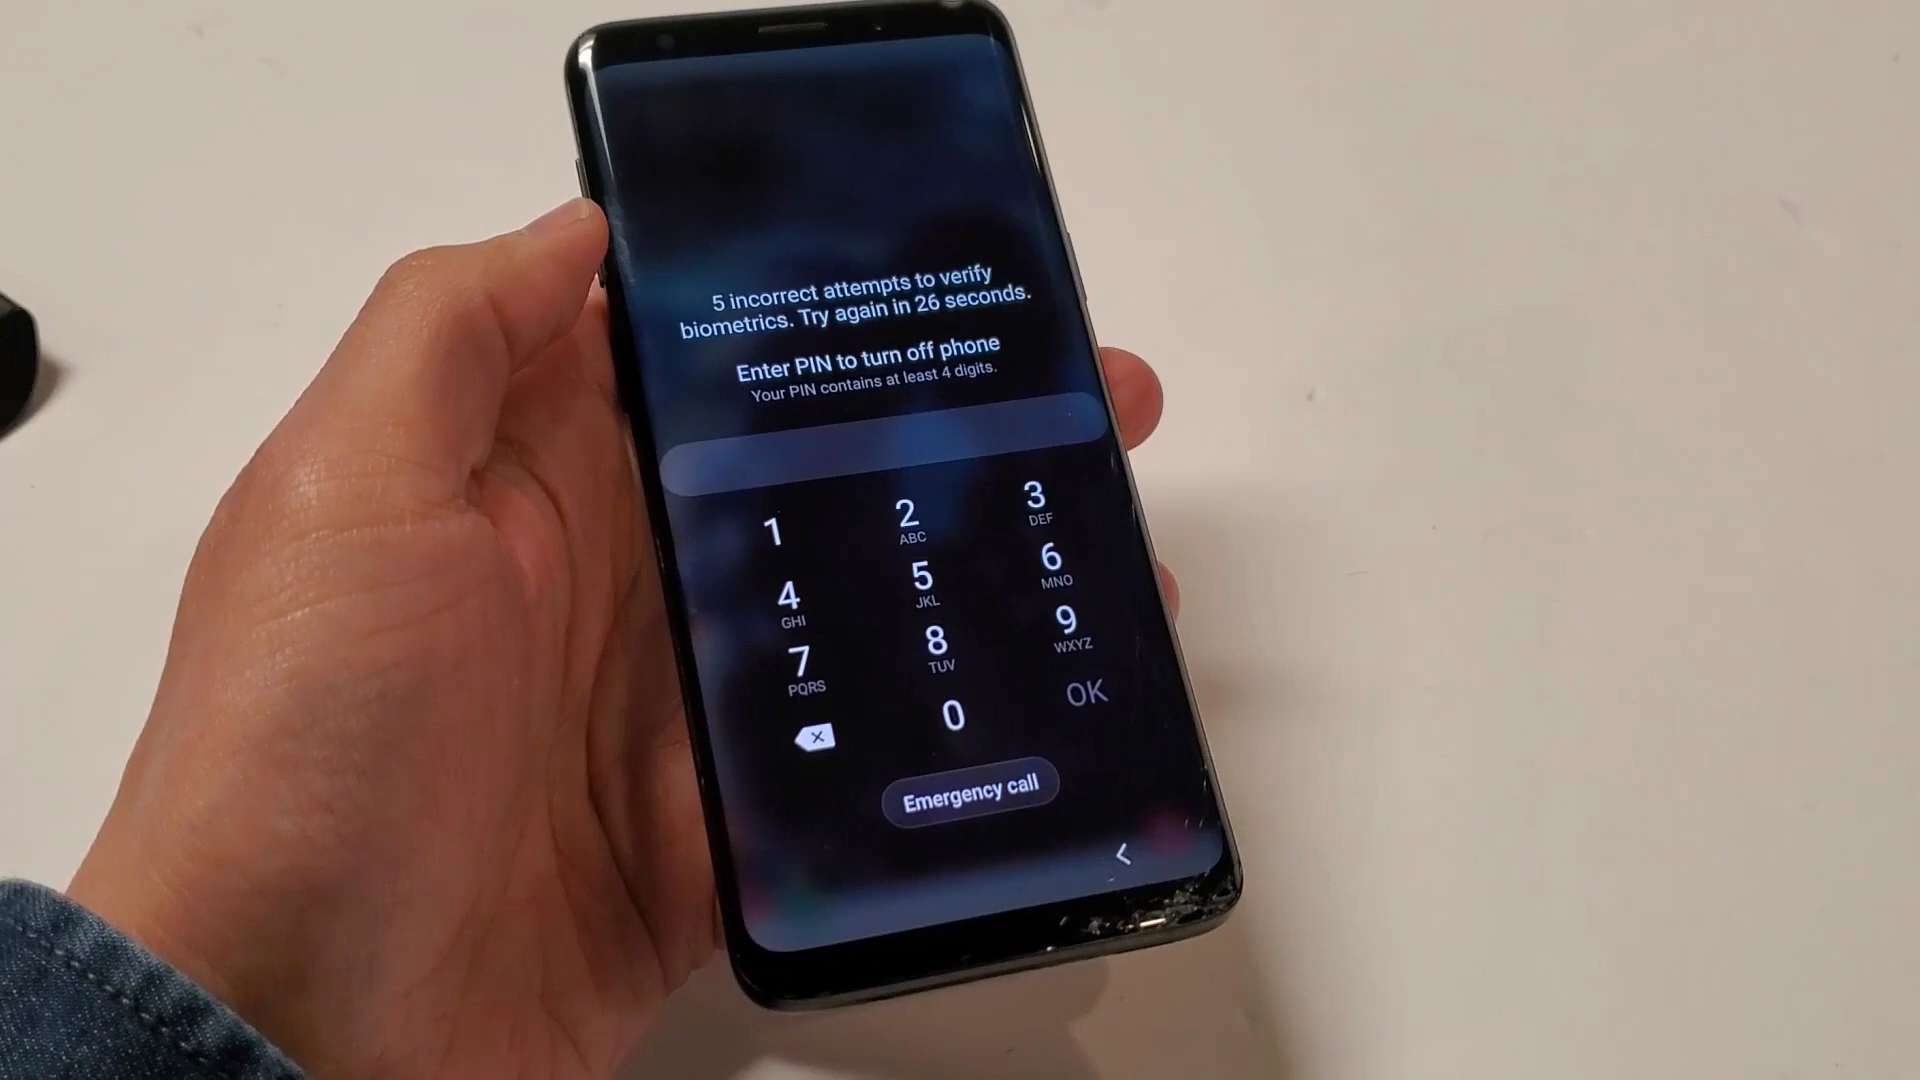 5 incorrect attempts to verify
biometrics. Try again in 26 seconds.
Enter PIN to turn off phone
Your PIN contains at least 4 digits.
1
2
ABC
3
DEF
4
GHI
5
JKL
6
MNO
7
PQRS
8
TUV
9
WXYZ
0
OK
Emergency call